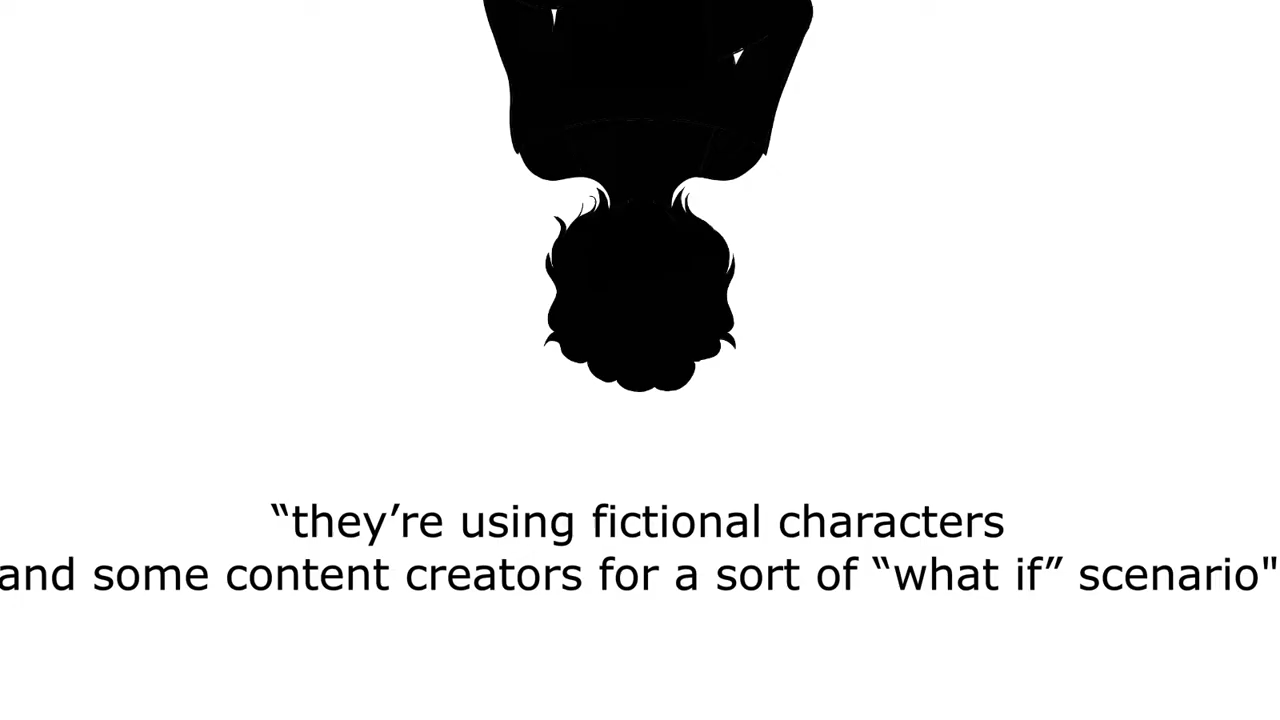 “they’re using fictional characters
and some content creators for a sort of “what if” scenario"